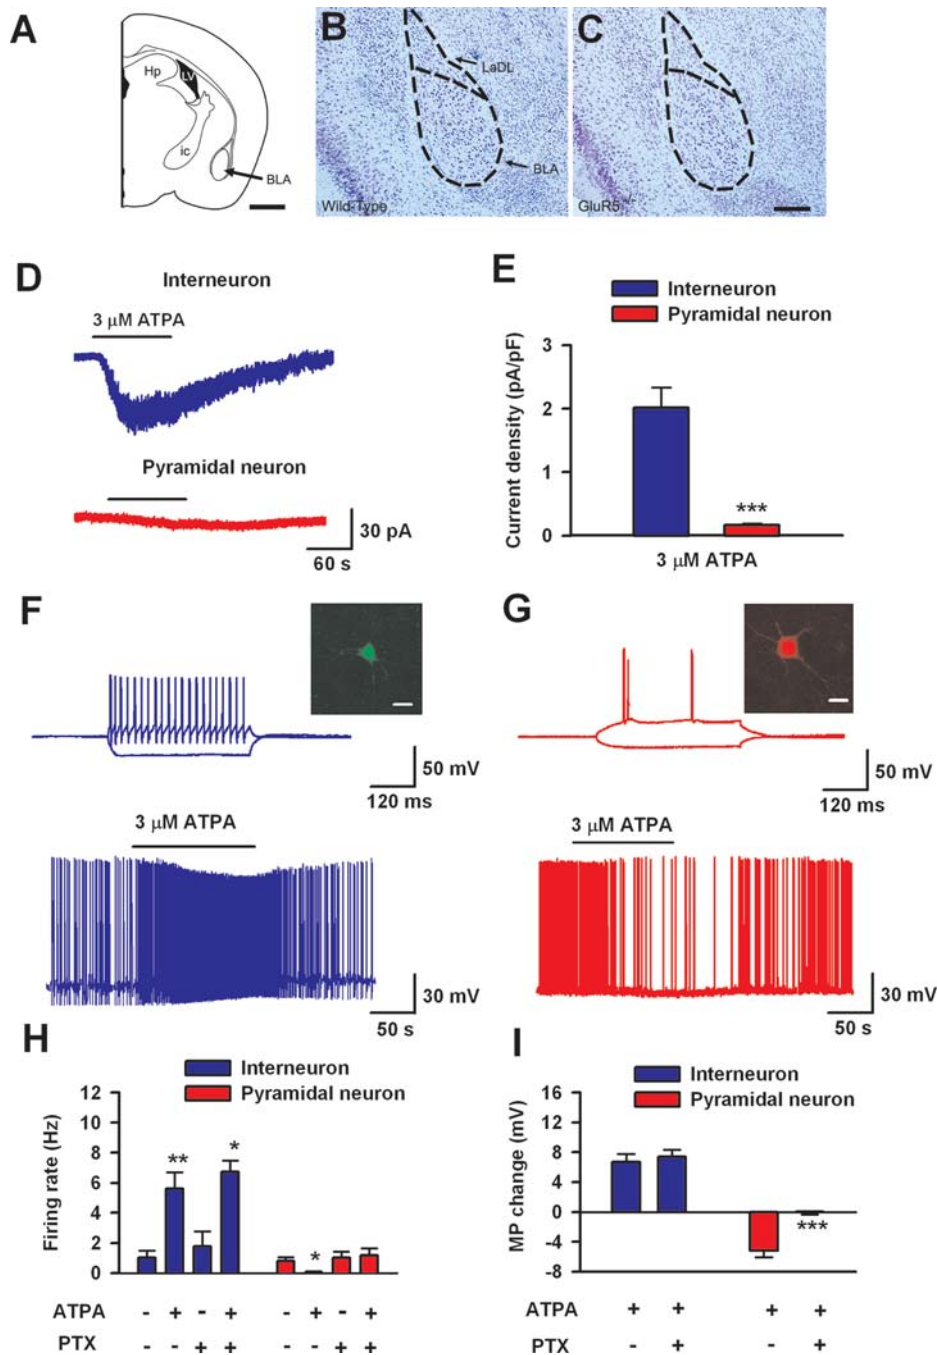 A
Hp
LV
ic
BLA
B
LaDL
BLA
Wild-Type
C
GluR5 -/-
D
Interneuron
3 μM ATPA
Pyramidal neuron
30 pA
60 s
E
Interneuron
Pyramidal neuron
Current density (pA/pF)
3
2
1
0
***
3 μM ATPA
F
50 mV
120 ms
3 μM ATPA
30 mV
50 s
G
50 mV
120 ms
3 μM ATPA
30 mV
50 s
H
Interneuron
Pyramidal neuron
Firing rate (Hz)
12
10
8
6
4
2
0
** * *
ATPA - + - + - + - +
PTX - - + + - - + +
I
Interneuron
Pyramidal neuron
MP change (mV)
16
12
8
4
0
-4
-8
***
ATPA + + + +
PTX - + - +